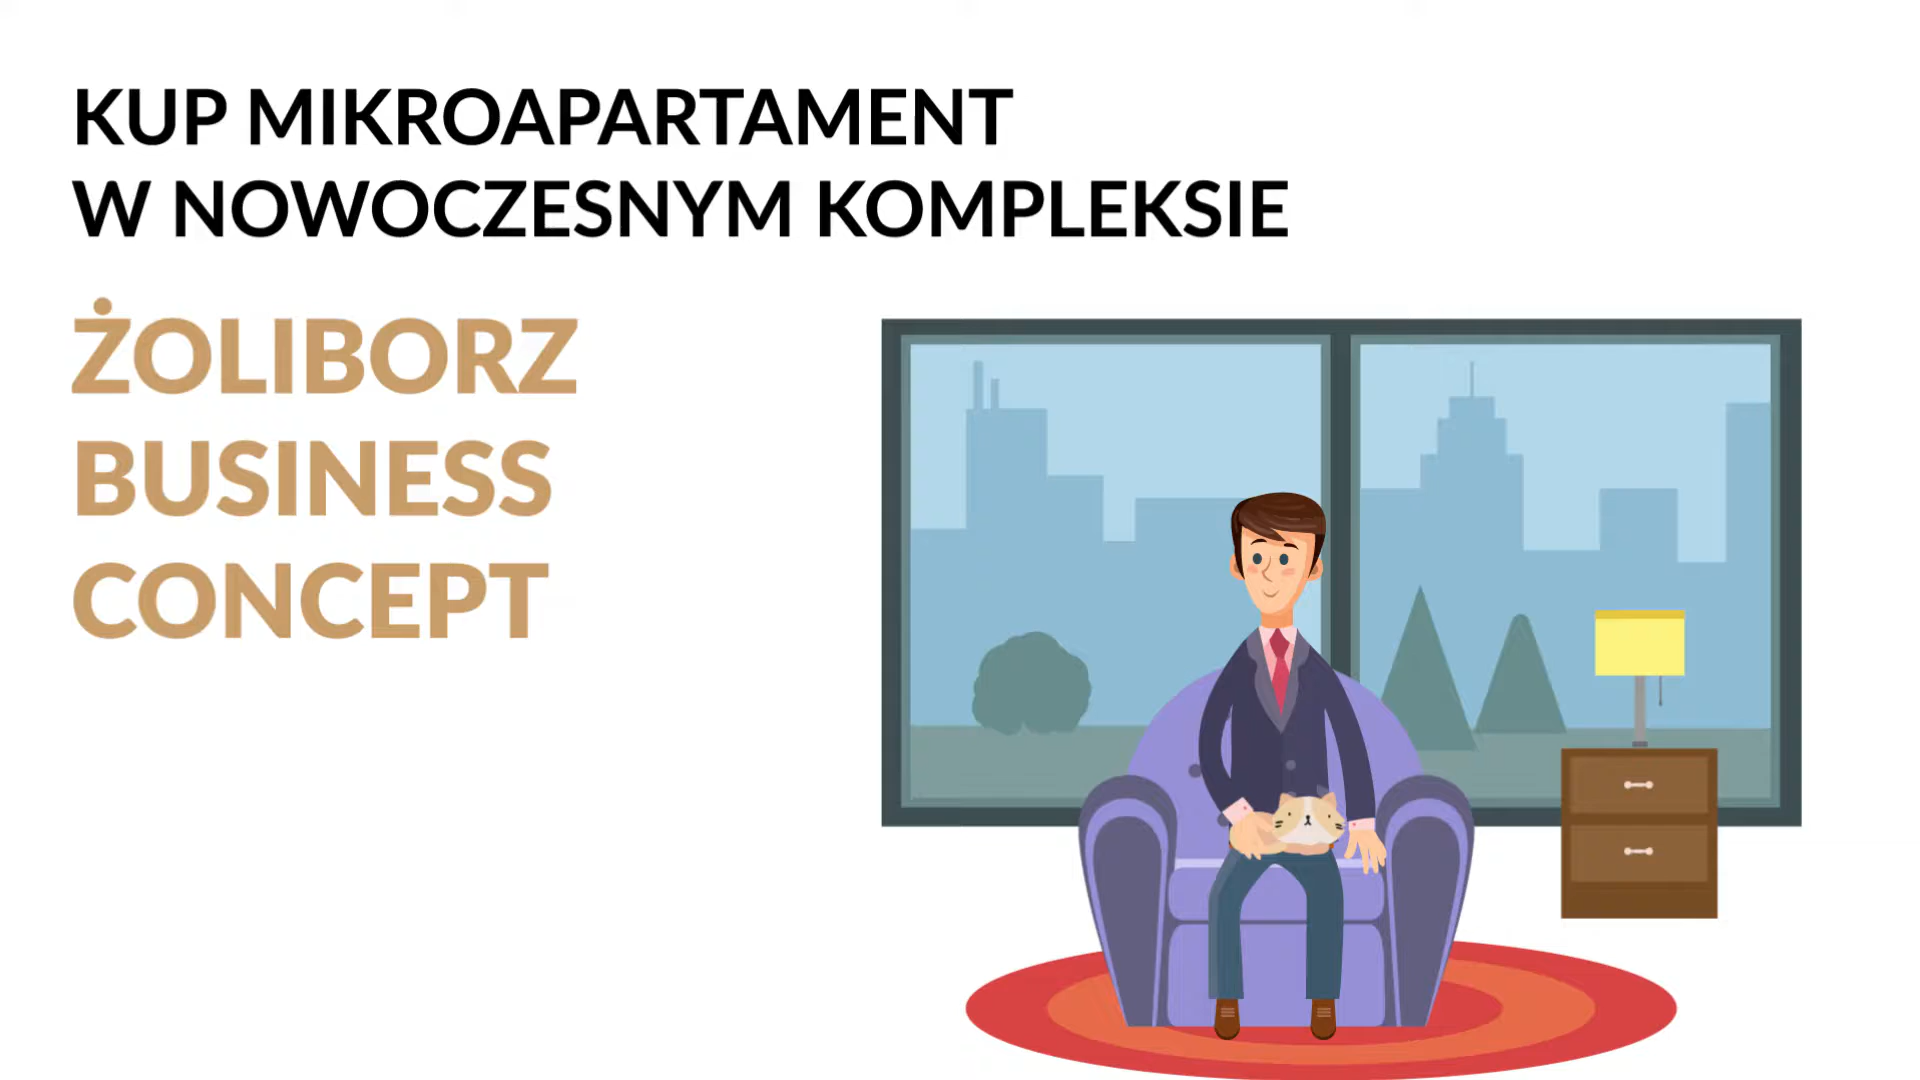 KUP MIKROAPARTAMENT
W NOWOCZESNYM KOMPLEKSIE
ŻOLIBORZ
BUSINESS
CONCEPT